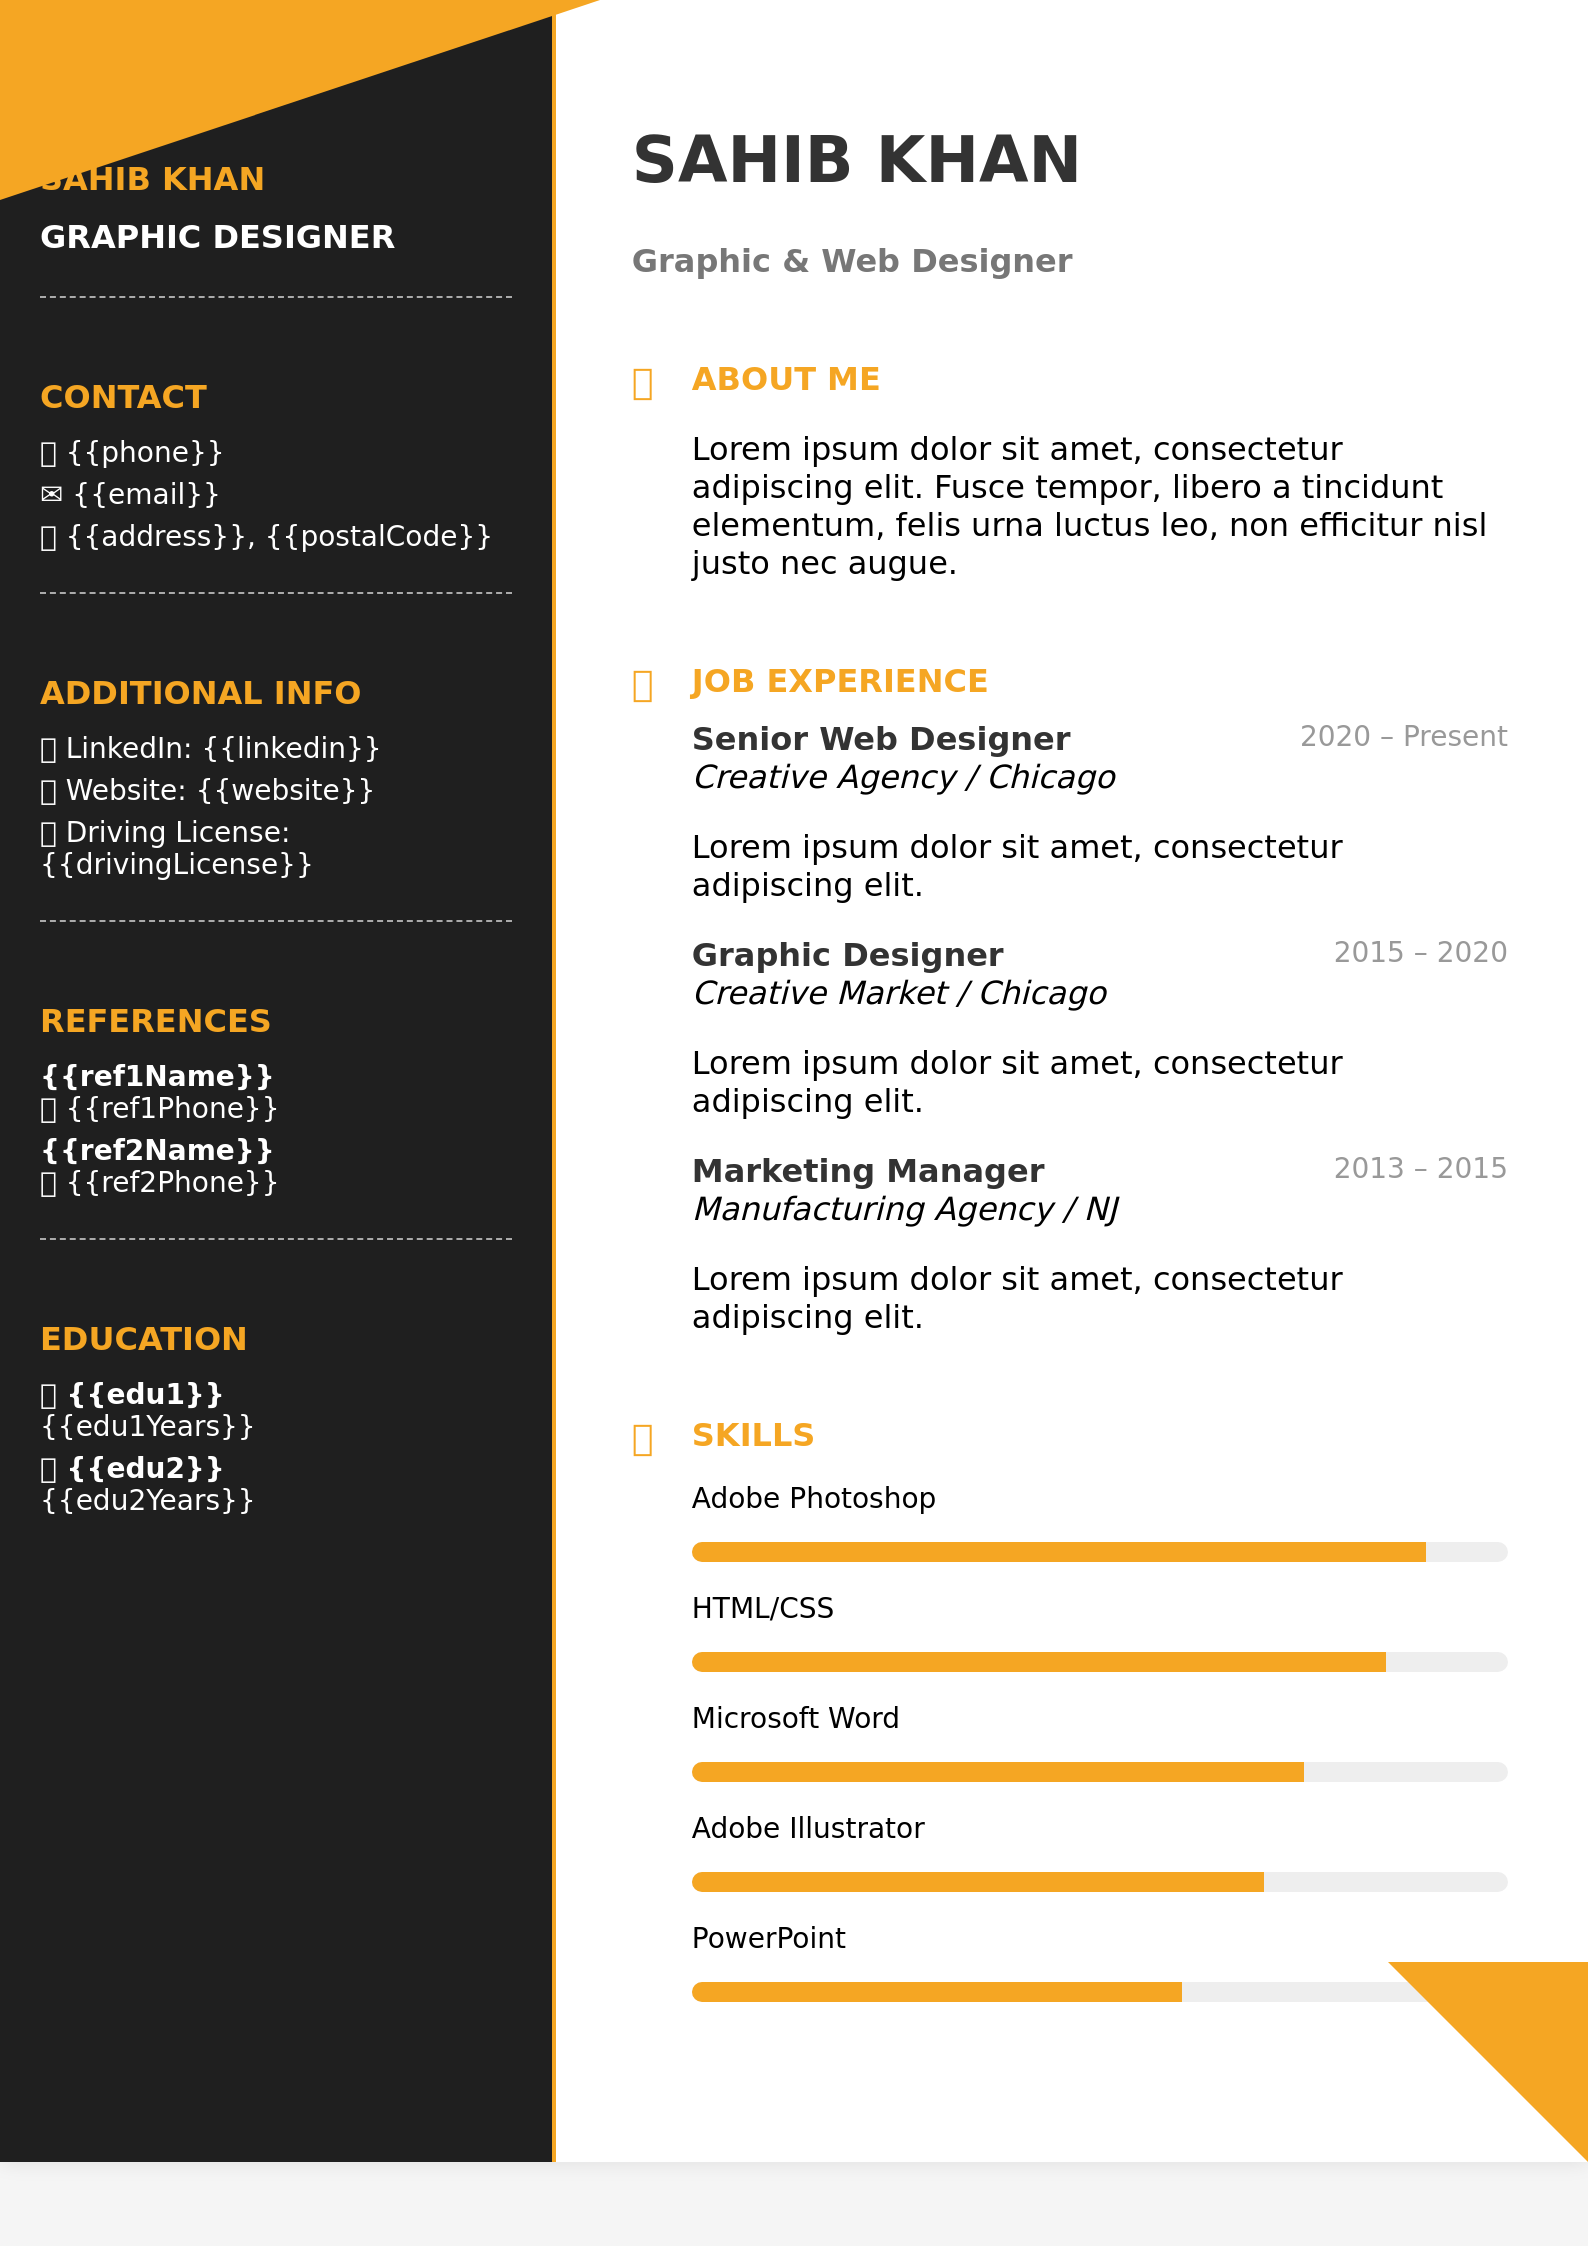 SAHIB KHAN
GRAPHIC DESIGNER
CONTACT
{{phone}}
✉ {{email}}
{{address}}, {{postalCode}}
ADDITIONAL INFO
LinkedIn: {{linkedin}}
Website: {{website}}
Driving License:
{{drivingLicense}}
REFERENCES
{{ref1Name}}
{{ref1Phone}}
{{ref2Name}}
{{ref2Phone}}
EDUCATION
{{edu1}}
{{edu1Years}}
{{edu2}}
{{edu2Years}}
SAHIB KHAN
Graphic & Web Designer
ABOUT ME
Lorem ipsum dolor sit amet, consectetur
adipiscing elit. Fusce tempor, libero a tincidunt
elementum, felis urna luctus leo, non efficitur nisl
justo nec augue.
JOB EXPERIENCE
Senior Web Designer 2020 – Present
Creative Agency / Chicago
Lorem ipsum dolor sit amet, consectetur
adipiscing elit.
Graphic Designer 2015 – 2020
Creative Market / Chicago
Lorem ipsum dolor sit amet, consectetur
adipiscing elit.
Marketing Manager 2013 – 2015
Manufacturing Agency / NJ
Lorem ipsum dolor sit amet, consectetur
adipiscing elit.
SKILLS
Adobe Photoshop
HTML/CSS
Microsoft Word
Adobe Illustrator
PowerPoint